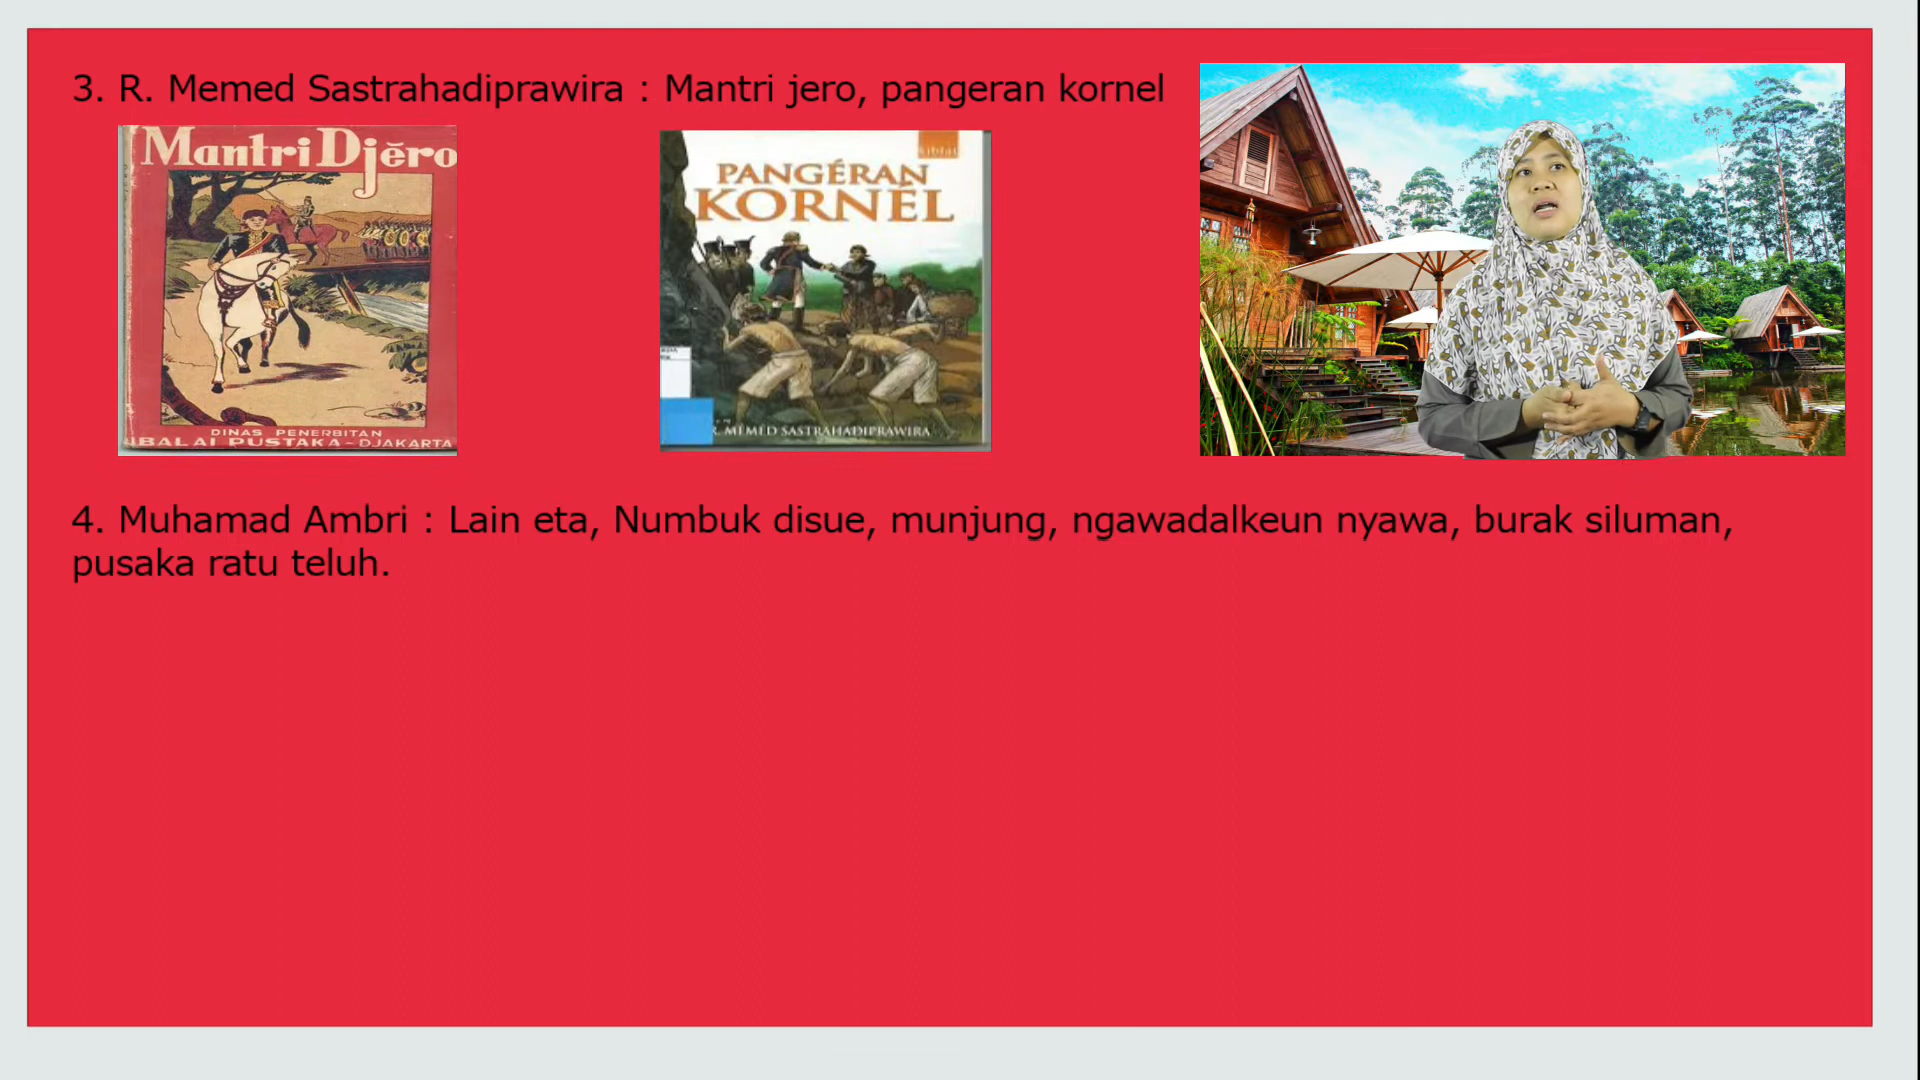 3. R. Memed Sastrahadiprawira : Mantri jero, pangeran kornel
Mantri Djĕro
DINAS PENERBITAN
BALAI PUSTAKA - DJAKARTA
PANGÉRAN
KORNÉL
R. MEMED SASTRAHADIPRAWIRA
4. Muhamad Ambri : Lain eta, Numbuk disue, munjung, ngawadalkeun nyawa, burak siluman,
pusaka ratu teluh.